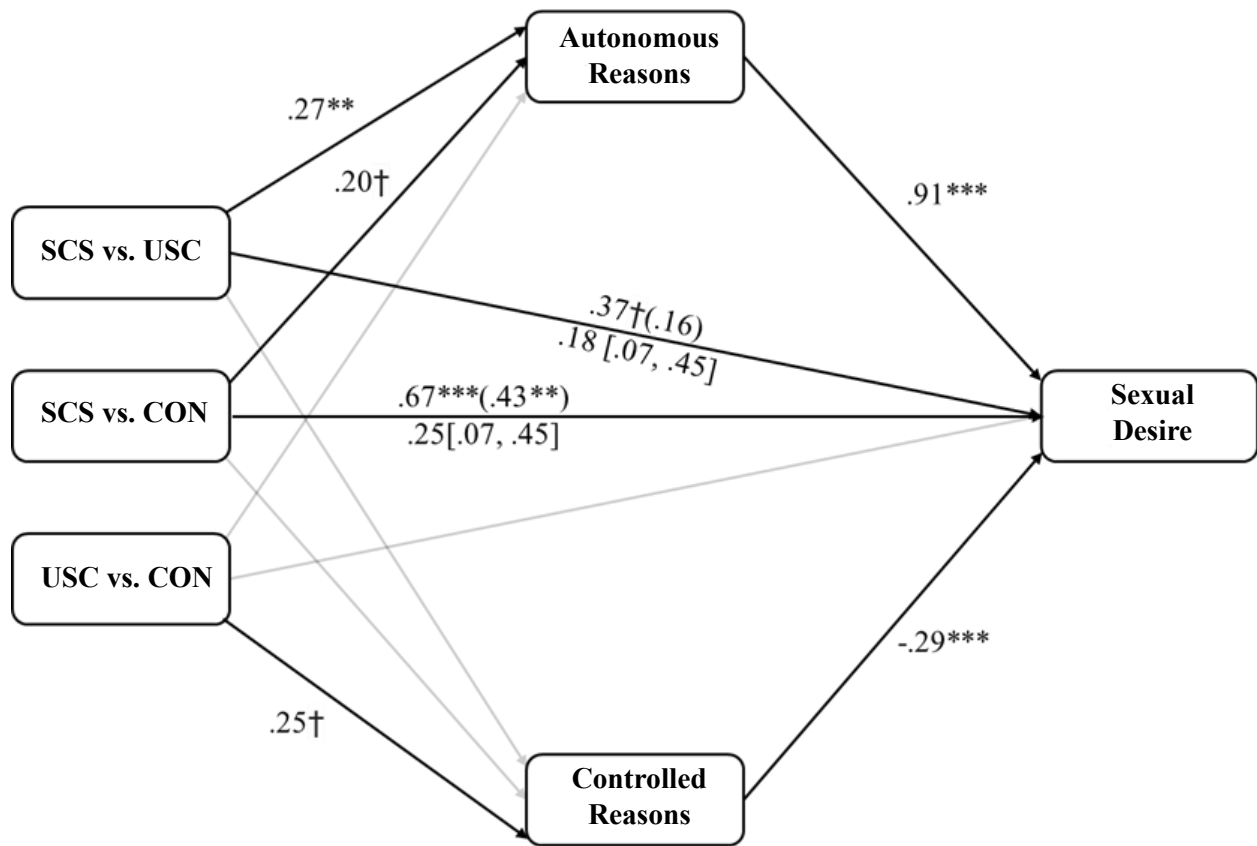 Autonomous
Reasons
.27**
.20†
.91***
SCS vs. USC
.37†(.16)
.18 [.07, .45]
SCS vs. CON
.67***(.43**)
.25[.07, .45]
Sexual
Desire
USC vs. CON
-.29***
.25†
Controlled
Reasons